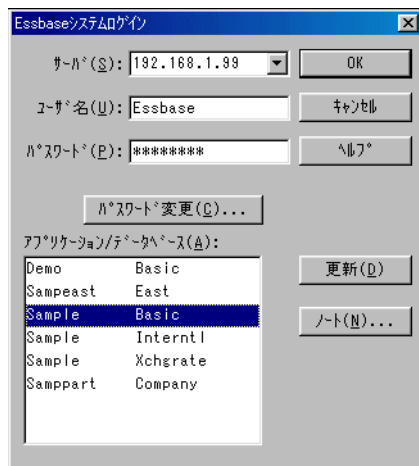 Essbaseｼｽﾃﾑﾛｸﾞｲﾝ
ｻｰﾊﾞ(S): 192.168.1.99 OK
ﾕｰｻﾞ名(U): Essbase ｷｬﾝｾﾙ
ﾊﾟｽﾜｰﾄﾞ(P): ******** ﾍﾙﾌﾟ
ﾊﾟｽﾜｰﾄﾞ変更(C)...
ｱﾌﾟﾘｹｰｼｮﾝ/ﾃﾞｰﾀﾍﾞｰｽ(A):
Demo Basic 更新(D)
Sampeast East
Sample Basic
Sample Interntl ﾉｰﾄ(N)...
Sample Xchgrate
Samppart Company